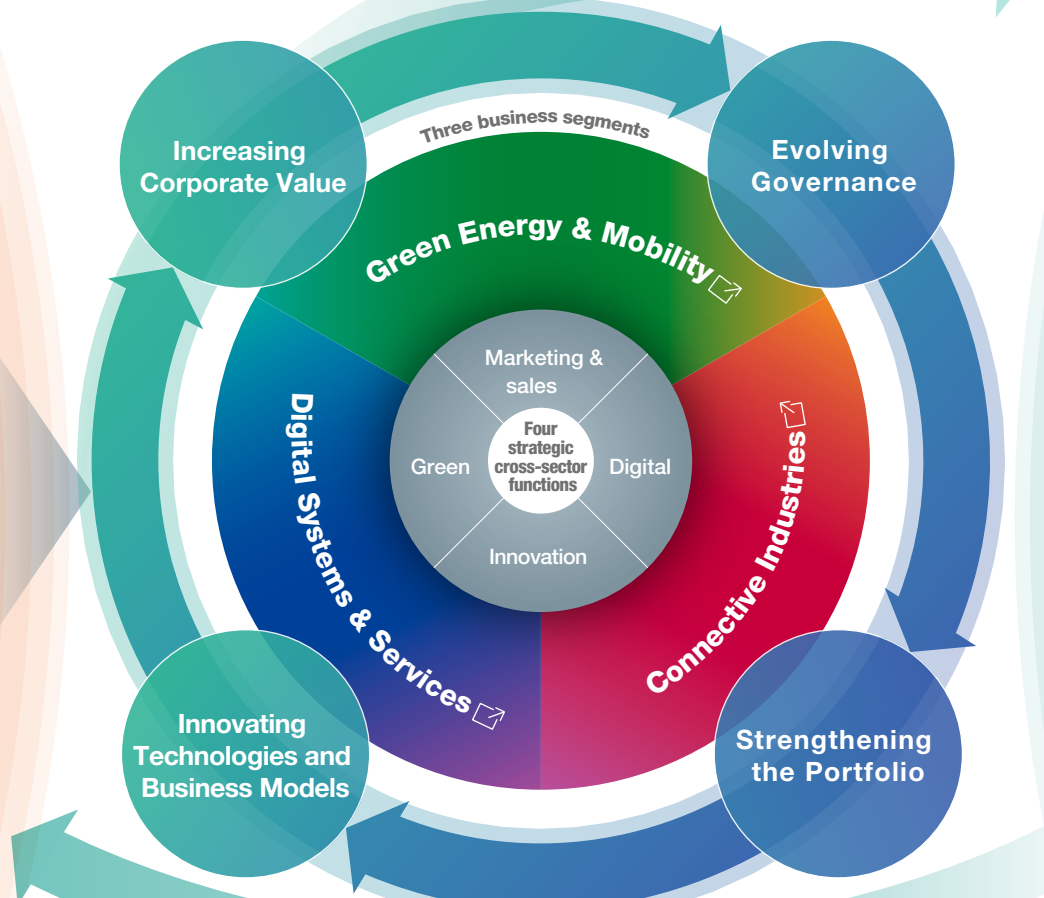 Three business segments
Increasing
Corporate Value
Evolving
Governance
Green Energy & Mobility
Marketing &
sales
Digital Systems & Services
Green
Four
strategic
cross-sector
functions
Digital
Connective Industries
Innovation
Innovating
Technologies and
Business Models
Strengthening
the Portfolio